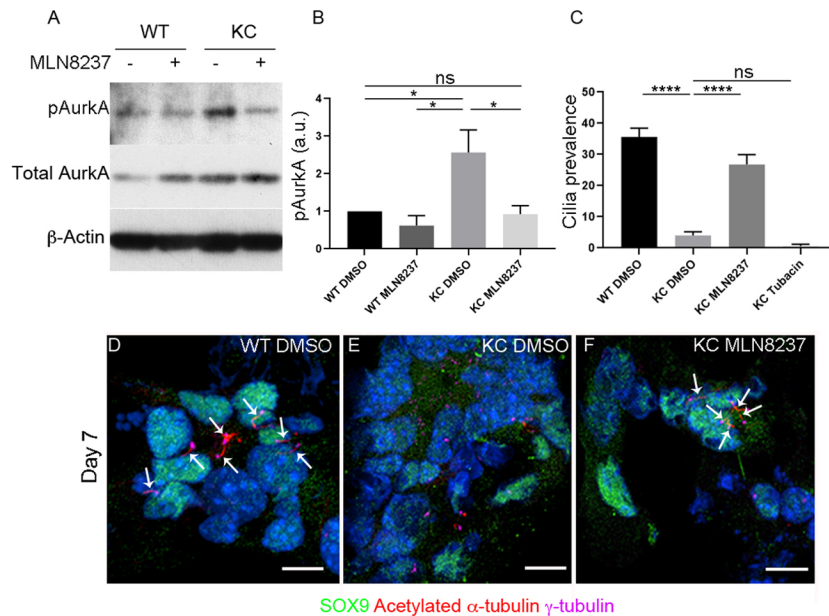 A
WT KC
MLN8237 - + - +
pAurkA
Total AurkA
β-Actin
B
ns
*
* *
pAurkA (a.u.)
4
3
2
1
0
WT DMSO
WT MLN8237
KC DMSO
KC MLN8237
C
ns
**** ****
Cilia prevalence
50
40
30
20
10
0
WT DMSO
KC DMSO
KC MLN8237
KC Tubacin
Day 7
D WT DMSO
E KC DMSO
F KC MLN8237
SOX9 Acetylated α-tubulin γ-tubulin